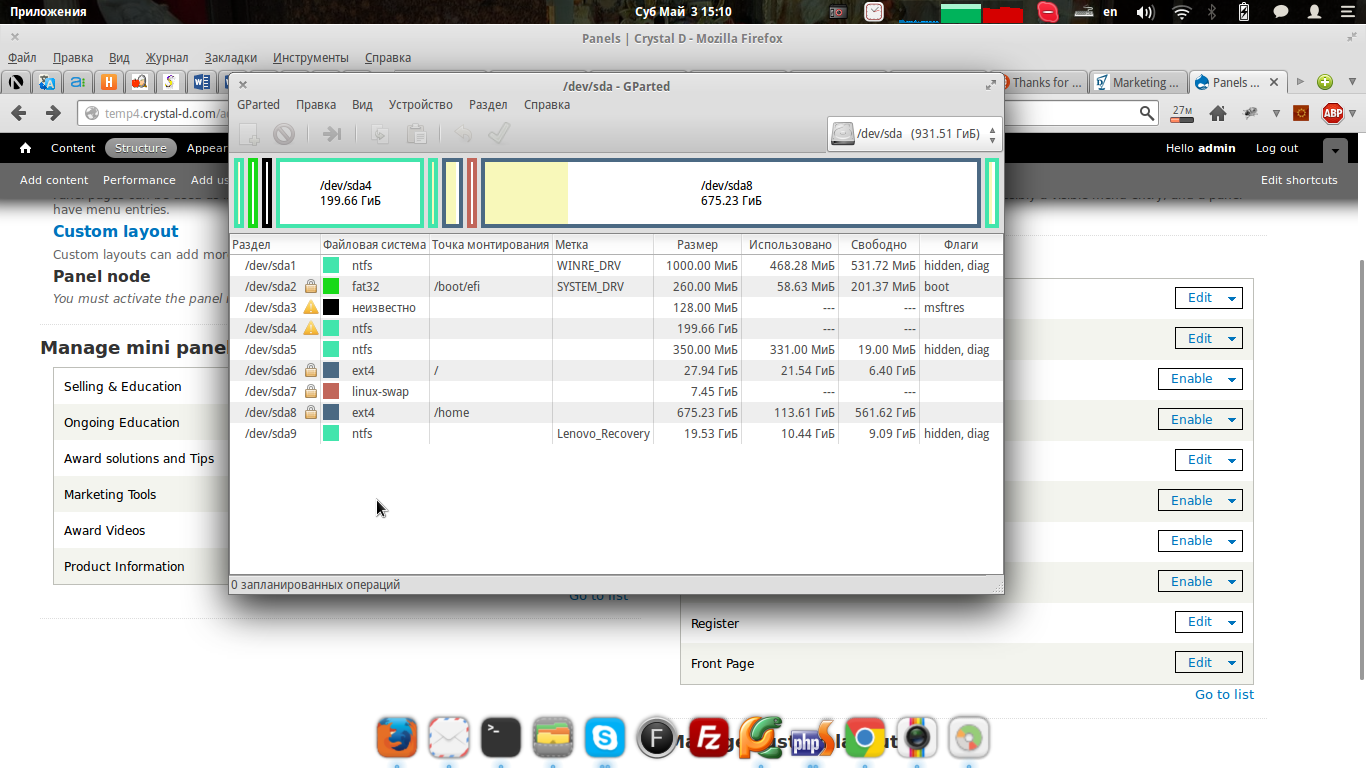 Приложения
Суб Май 3 15:10
en
Panels | Crystal D - Mozilla Firefox
Файл Правка Вид Журнал Закладки Инструменты Справка
Thanks for ...
Marketing ...
Panels ...
temp4.crystal-d.com/a
27м
ABP
Content Structure Appear
Hello admin Log out
Add content Performance Add us
Edit shortcuts
have menu entries.
Custom layout
Custom layouts can add mor
Panel node
You must activate the panel
Manage mini pane
Selling & Education
Ongoing Education
Award solutions and Tips
Marketing Tools
Award Videos
Product Information
Go to list
/dev/sda - GParted
GParted Правка Вид Устройство Раздел Справка
/dev/sda (931.51 ГиБ)
/dev/sda4
199.66 ГиБ
/dev/sda8
675.23 ГиБ
Раздел Файловая система Точка монтирования Метка Размер Использовано Свободно Флаги
/dev/sda1 ntfs WINRE_DRV 1000.00 МиБ 468.28 МиБ 531.72 МиБ hidden, diag
/dev/sda2 fat32 /boot/efi SYSTEM_DRV 260.00 МиБ 58.63 МиБ 201.37 МиБ boot
/dev/sda3 неизвестно 128.00 МиБ --- --- msftres
/dev/sda4 ntfs 199.66 ГиБ --- ---
/dev/sda5 ntfs 350.00 МиБ 331.00 МиБ 19.00 МиБ hidden, diag
/dev/sda6 ext4 / 27.94 ГиБ 21.54 ГиБ 6.40 ГиБ
/dev/sda7 linux-swap 7.45 ГиБ --- ---
/dev/sda8 ext4 /home 675.23 ГиБ 113.61 ГиБ 561.62 ГиБ
/dev/sda9 ntfs Lenovo_Recovery 19.53 ГиБ 10.44 ГиБ 9.09 ГиБ hidden, diag
0 запланированных операций
Edit
Edit
Enable
Enable
Edit
Enable
Enable
Enable
Register Edit
Front Page Edit
Go to list
php